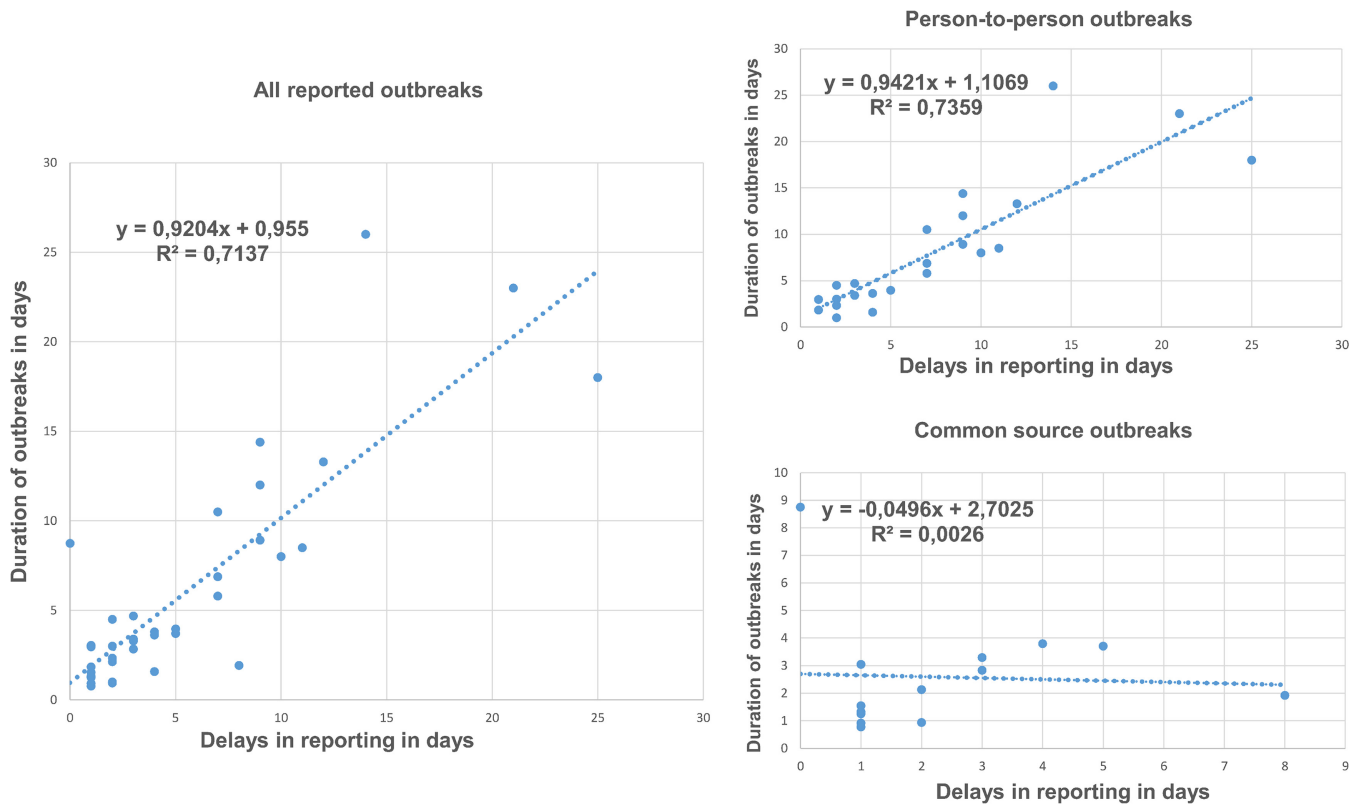 All reported outbreaks
30
25
20
15
10
5
0
y = 0,9204x + 0,955
R² = 0,7137
Duration of outbreaks in days
0 5 10 15 20 25 30
Delays in reporting in days
Person-to-person outbreaks
30
25
20
15
10
5
0
y = 0,9421x + 1,1069
R² = 0,7359
Duration of outbreaks in days
0 5 10 15 20 25 30
Delays in reporting in days
Common source outbreaks
10
9
8
7
6
5
4
3
2
1
0
y = -0,0496x + 2,7025
R² = 0,0026
Duration of outbreaks in days
0 1 2 3 4 5 6 7 8 9
Delays in reporting in days